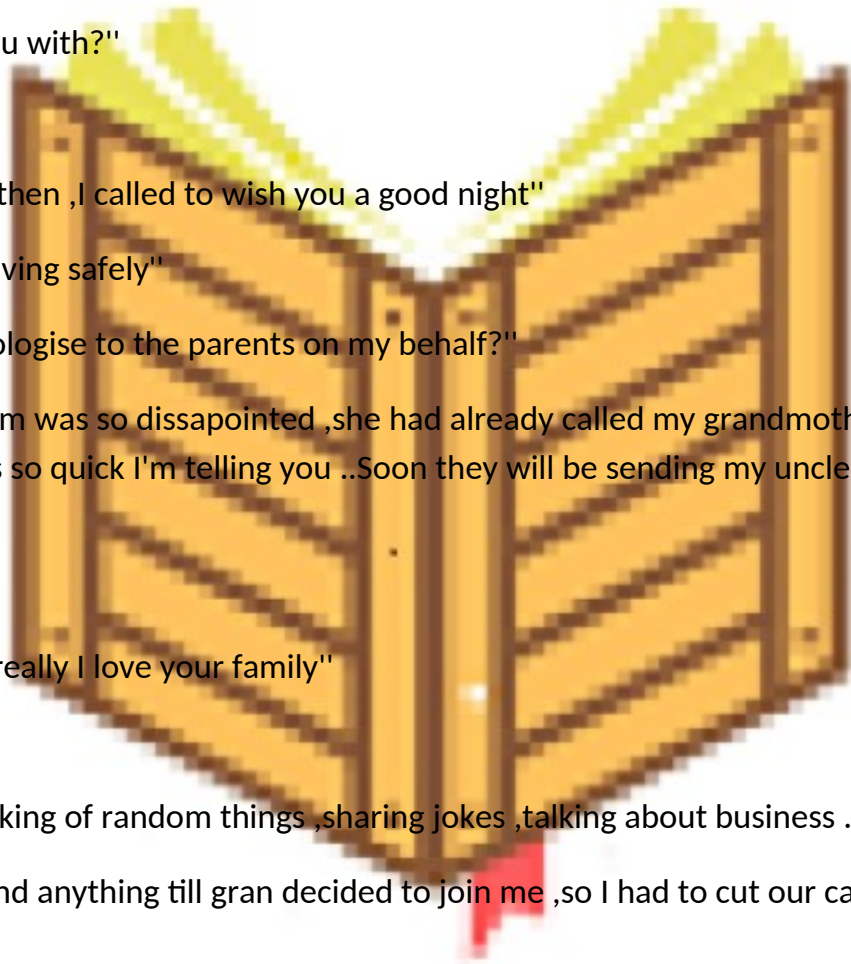 u with?''
then ,I called to wish you a good night''
ving safely''
ologise to the parents on my behalf?''
m was so dissapointed ,she had already called my grandmoth
s so quick I'm telling you ..Soon they will be sending my uncle
really I love your family''
king of random things ,sharing jokes ,talking about business .
nd anything till gran decided to join me ,so I had to cut our ca